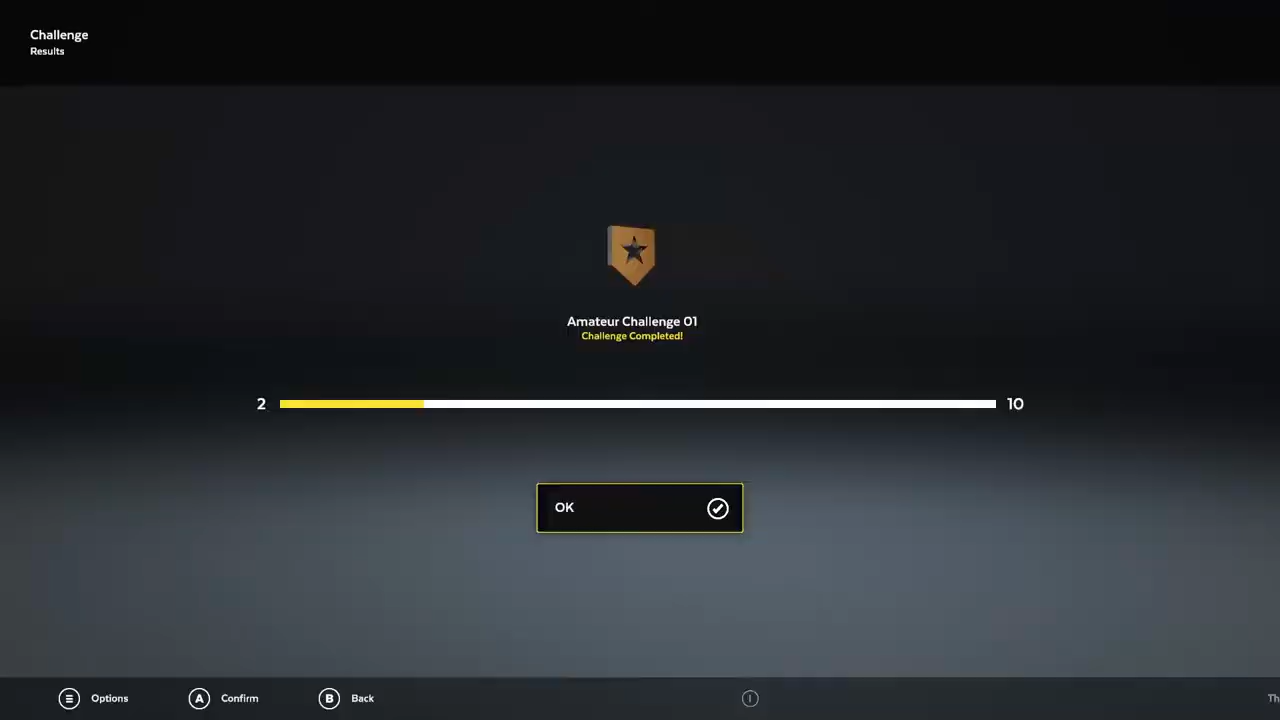 Challenge
Results
Amateur Challenge 01
Challenge Completed!
2 10
OK
Options A Confirm B Back